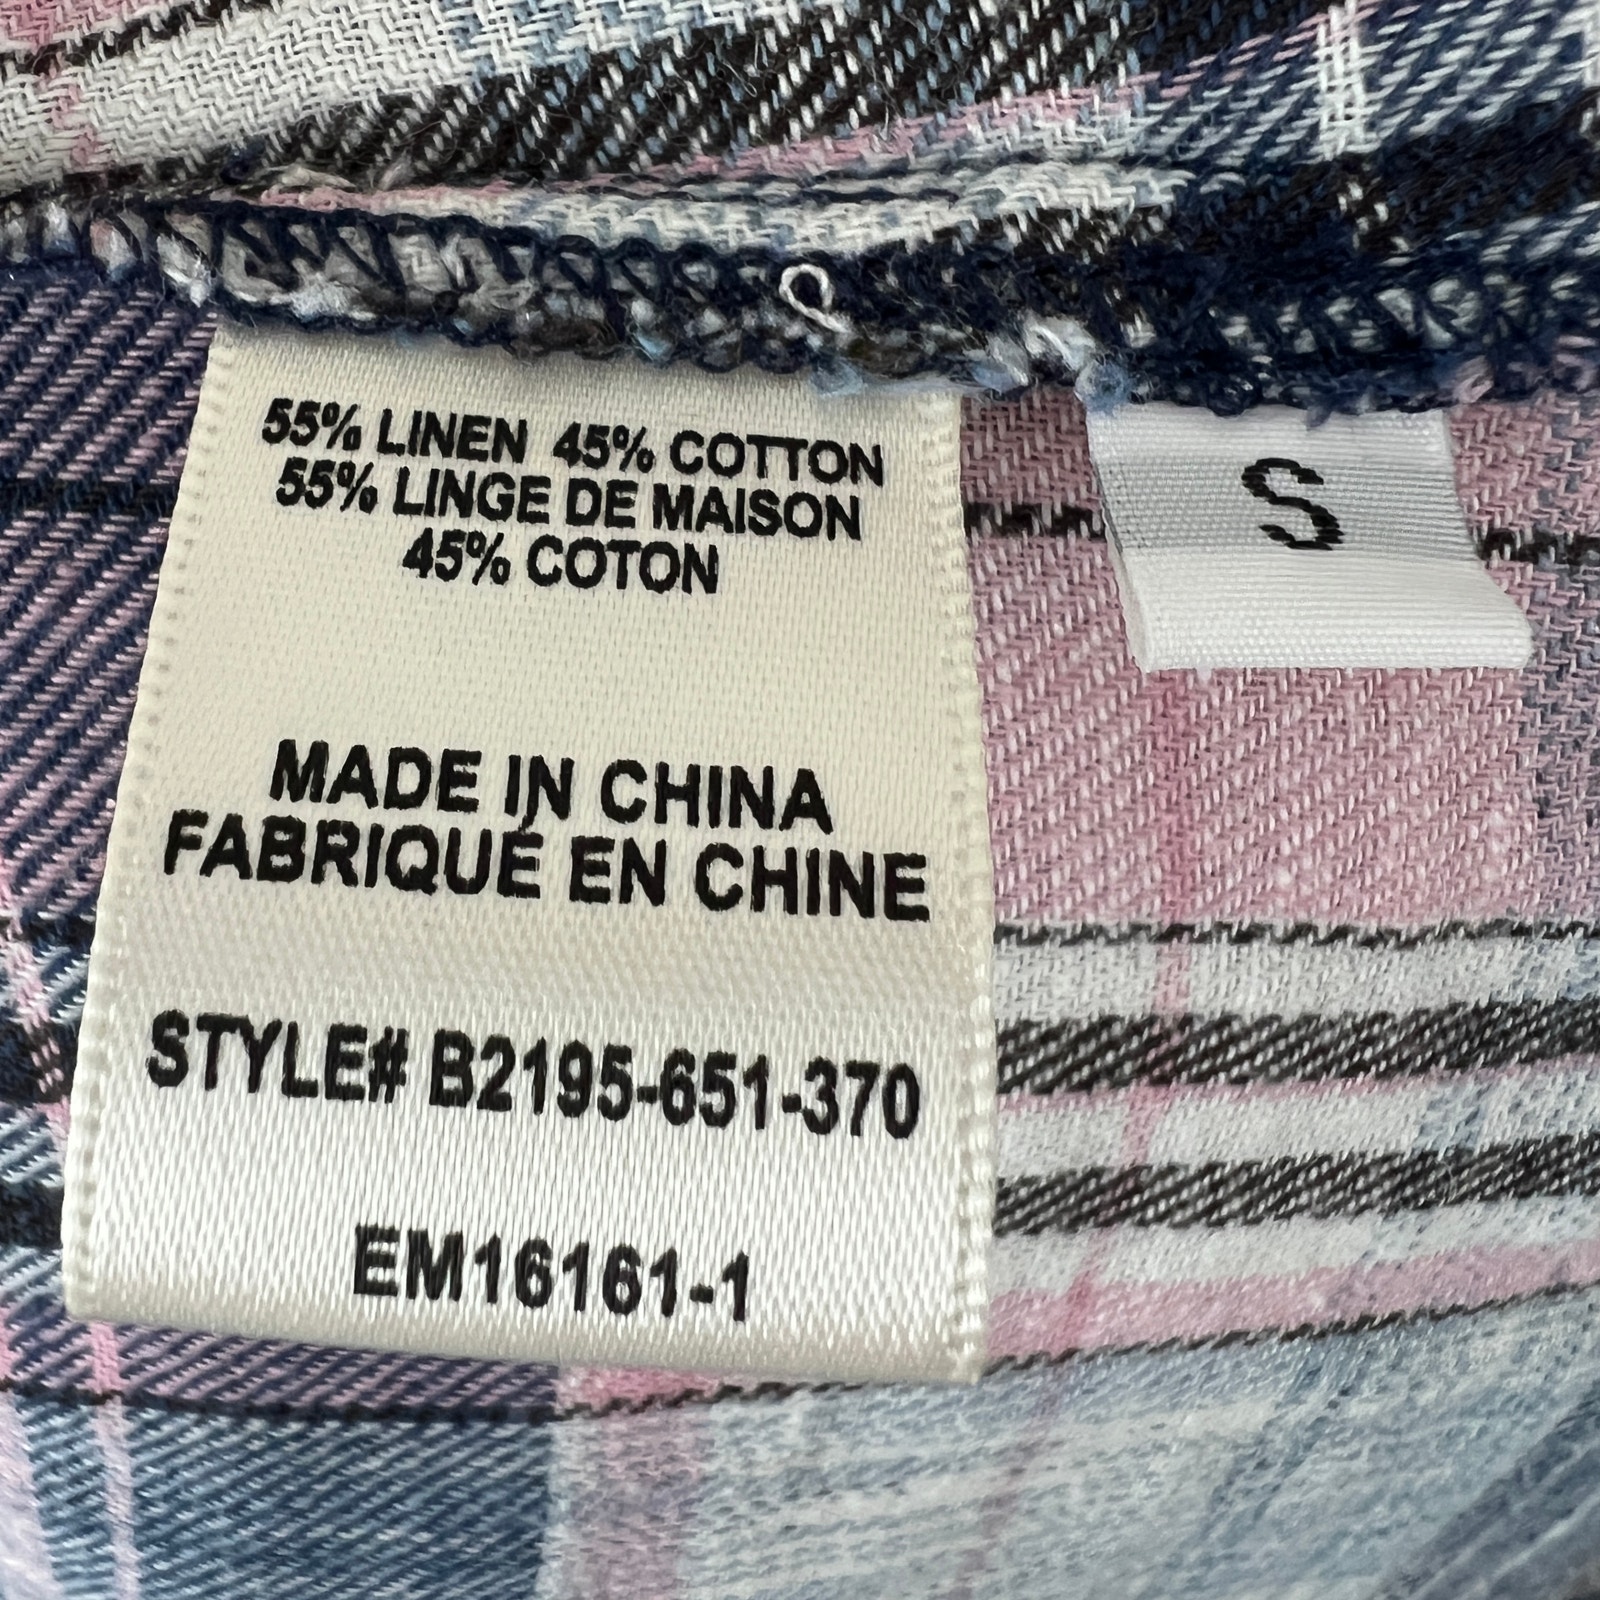 55% LINEN 45% COTTON
55% LINGE DE MAISON
45% COTON
MADE IN CHINA
FABRIQUÉ EN CHINE
STYLE# B2195-651-370
EM16161-1
S